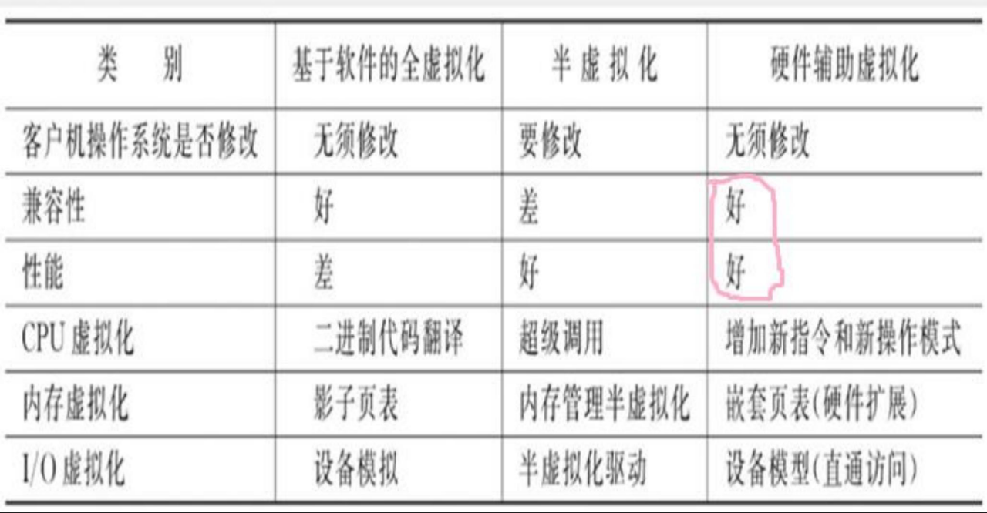 类 别 基于软件的全虚拟化 半虚拟化 硬件辅助虚拟化
客户机操作系统是否修改 无须修改 要修改 无须修改
兼容性 好 差 好
性能 差 好 好
CPU 虚拟化 二进制代码翻译 超级调用 增加新指令和新操作模式
内存虚拟化 影子页表 内存管理半虚拟化 嵌套页表(硬件扩展)
I/O 虚拟化 设备模拟 半虚拟化驱动 设备模型(直通访问)